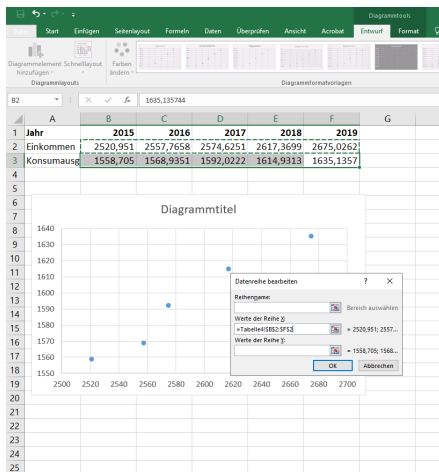 Diagrammtools
Start Einfügen Seitenlayout Formeln Daten Überprüfen Ansicht Acrobat Entwurf Format
Diagrammelement hinzufügen Schnelllayout Farben ändern
Diagrammlayouts Diagrammformatvorlagen
B2 fx 1635,135744
A B C D E F G
1 Jahr 2015 2016 2017 2018 2019
2 Einkommen 2520,951 2557,7658 2574,6251 2617,3699 2675,0262
3 Konsumausg 1558,705 1568,9351 1592,0222 1614,9313 1635,1357
4
5
6
7
8
9
10
11
12
13
14
15
16
17
18
19
20
21
22
23
24
25
Diagrammtitel
1640
1630
1620
1610
1600
1590
1580
1570
1560
1550
2500 2520 2540 2560 2580 2600 2620 2640 2660 2680 2700
Datenreihe bearbeiten ? ×
Reihenname:
Bereich auswählen
Werte der Reihe X:
=Tabelle4!$B$2:$F$2 = 2520,951; 2557...
Werte der Reihe Y:
= 1558,705; 1568...
OK Abbrechen